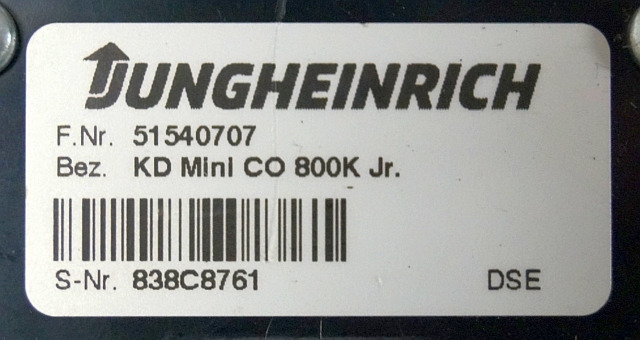 JUNGHEINRICH
F.Nr. 51540707
Bez. KD Mini CO 800K Jr.
S-Nr. 838C8761 DSE